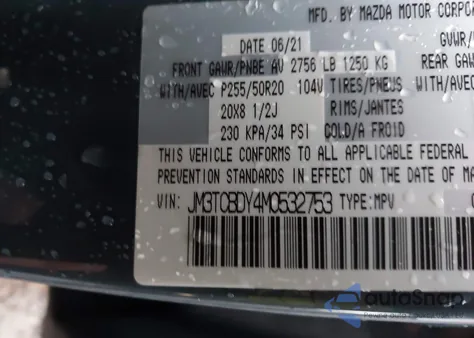 MFD. BY MAZDA MOTOR CORPO
DATE 06/21
GVWR/
FRONT GAWR/PNBE AV 2756 LB 1250 KG
REAR GAW
WITH/AVEC P255/50R20 104V TIRES/PNEUS
WITH/AVE
20X8 1/2J RIMS/JANTES
230 KPA/34 PSI COLD/A FROID
THIS VEHICLE CONFORMS TO ALL APPLICABLE FEDERAL
PREVENTION STANDARDS IN EFFECT ON THE DATE OF MA
VIN: JM3TCBDY4M0532753 TYPE:MPV
autoSnap